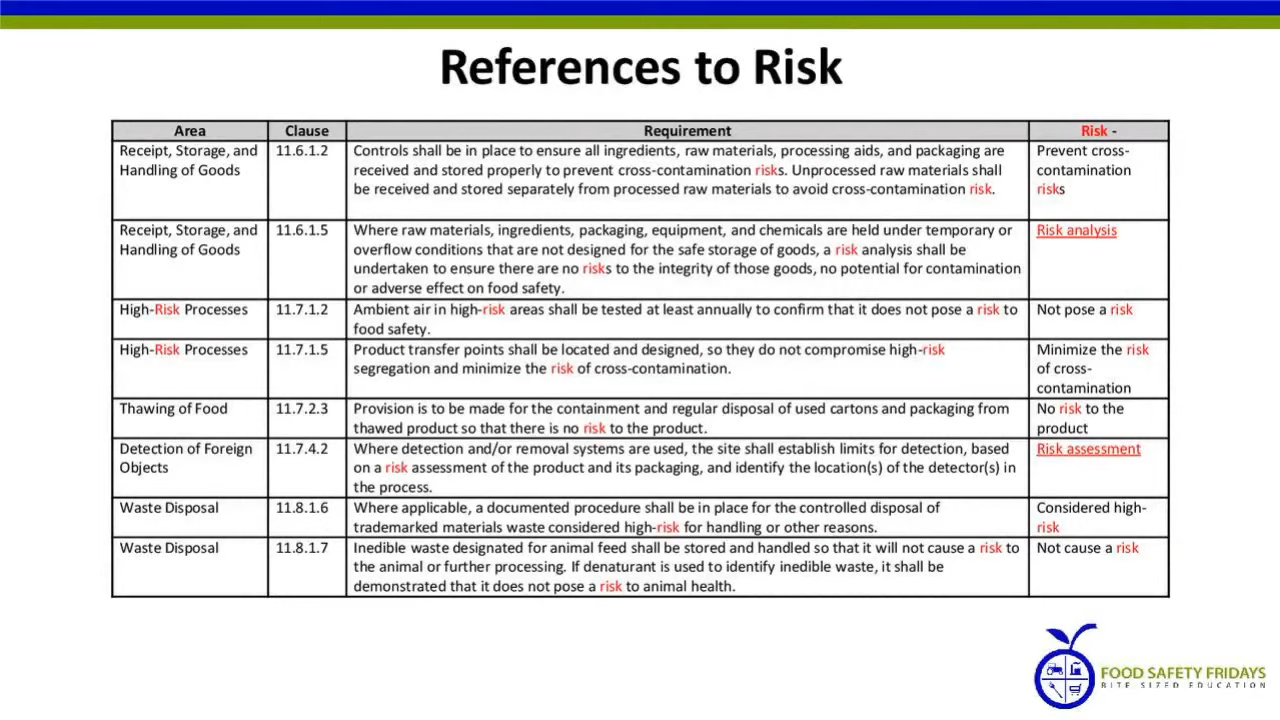 References to Risk
Area Clause Requirement Risk -
Receipt, Storage, and 11.6.1.2 Controls shall be in place to ensure all ingredients, raw materials, processing aids, and packaging are Prevent cross-
Handling of Goods received and stored properly to prevent cross-contamination risks. Unprocessed raw materials shall contamination
be received and stored separately from processed raw materials to avoid cross-contamination risk. risks
Receipt, Storage, and 11.6.1.5 Where raw materials, ingredients, packaging, equipment, and chemicals are held under temporary or Risk analysis
Handling of Goods overflow conditions that are not designed for the safe storage of goods, a risk analysis shall be
undertaken to ensure there are no risks to the integrity of those goods, no potential for contamination
or adverse effect on food safety.
High-Risk Processes 11.7.1.2 Ambient air in high-risk areas shall be tested at least annually to confirm that it does not pose a risk to Not pose a risk
food safety.
High-Risk Processes 11.7.1.5 Product transfer points shall be located and designed, so they do not compromise high-risk Minimize the risk
segregation and minimize the risk of cross-contamination. of cross-
contamination
Thawing of Food 11.7.2.3 Provision is to be made for the containment and regular disposal of used cartons and packaging from No risk to the
thawed product so that there is no risk to the product. product
Detection of Foreign 11.7.4.2 Where detection and/or removal systems are used, the site shall establish limits for detection, based Risk assessment
Objects on a risk assessment of the product and its packaging, and identify the location(s) of the detector(s) in
the process.
Waste Disposal 11.8.1.6 Where applicable, a documented procedure shall be in place for the controlled disposal of Considered high-
trademarked materials waste considered high-risk for handling or other reasons. risk
Waste Disposal 11.8.1.7 Inedible waste designated for animal feed shall be stored and handled so that it will not cause a risk to Not cause a risk
the animal or further processing. If denaturant is used to identify inedible waste, it shall be
demonstrated that it does not pose a risk to animal health.
FOOD SAFETY FRIDAYS
BITE SIZED EDUCATION